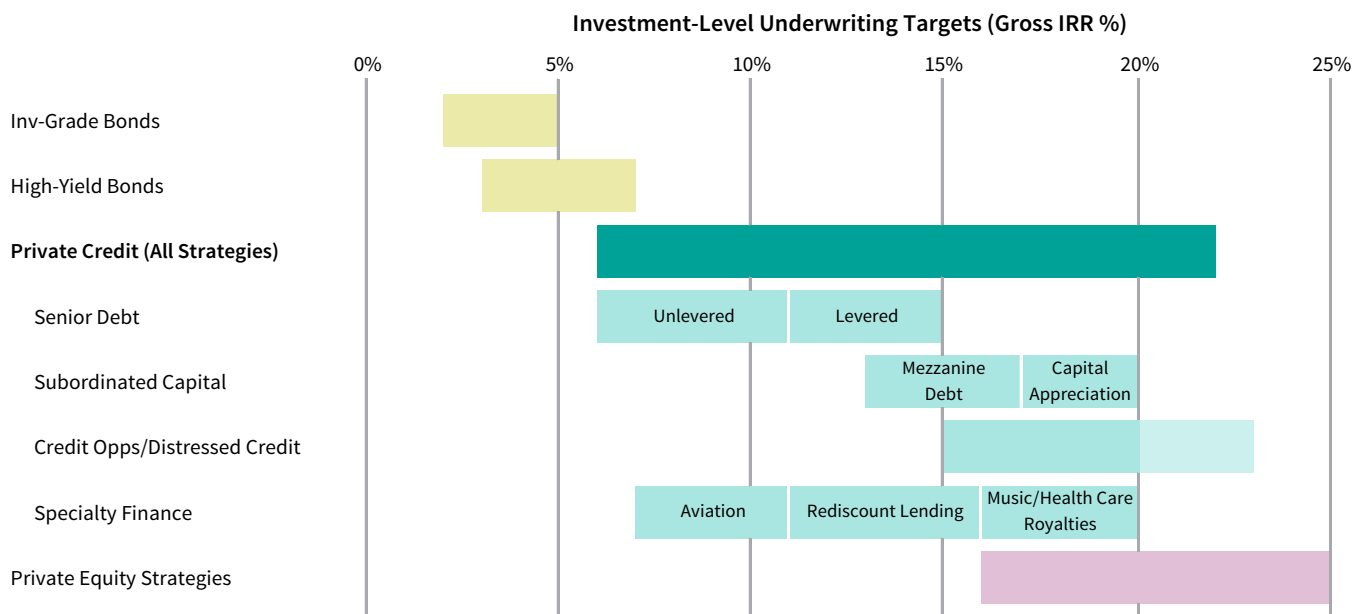 Investment-Level Underwriting Targets (Gross IRR %)
0% 5% 10% 15% 20% 25%
Inv-Grade Bonds
High-Yield Bonds
Private Credit (All Strategies)
Senior Debt
Unlevered
Levered
Subordinated Capital
Mezzanine
Debt
Capital
Appreciation
Credit Opps/Distressed Credit
Specialty Finance
Aviation
Rediscount Lending
Music/Health Care
Royalties
Private Equity Strategies